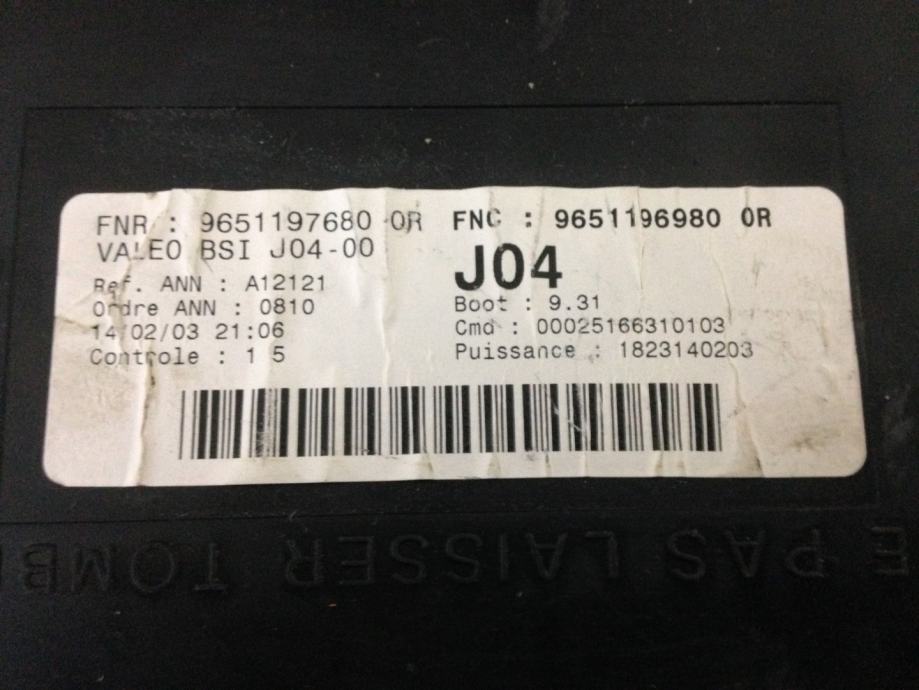 FNR : 9651197680 0R FNC : 9651196980 0R
VALEO BSI J04-00
J04
Ref. ANN : A12121
Ordre ANN : 0810
Boot : 9.31
14/02/03 21:06
Cmd : 00025166310103
Controle : 1 5
Puissance : 1823140203
E PAS LAISSER TOMB